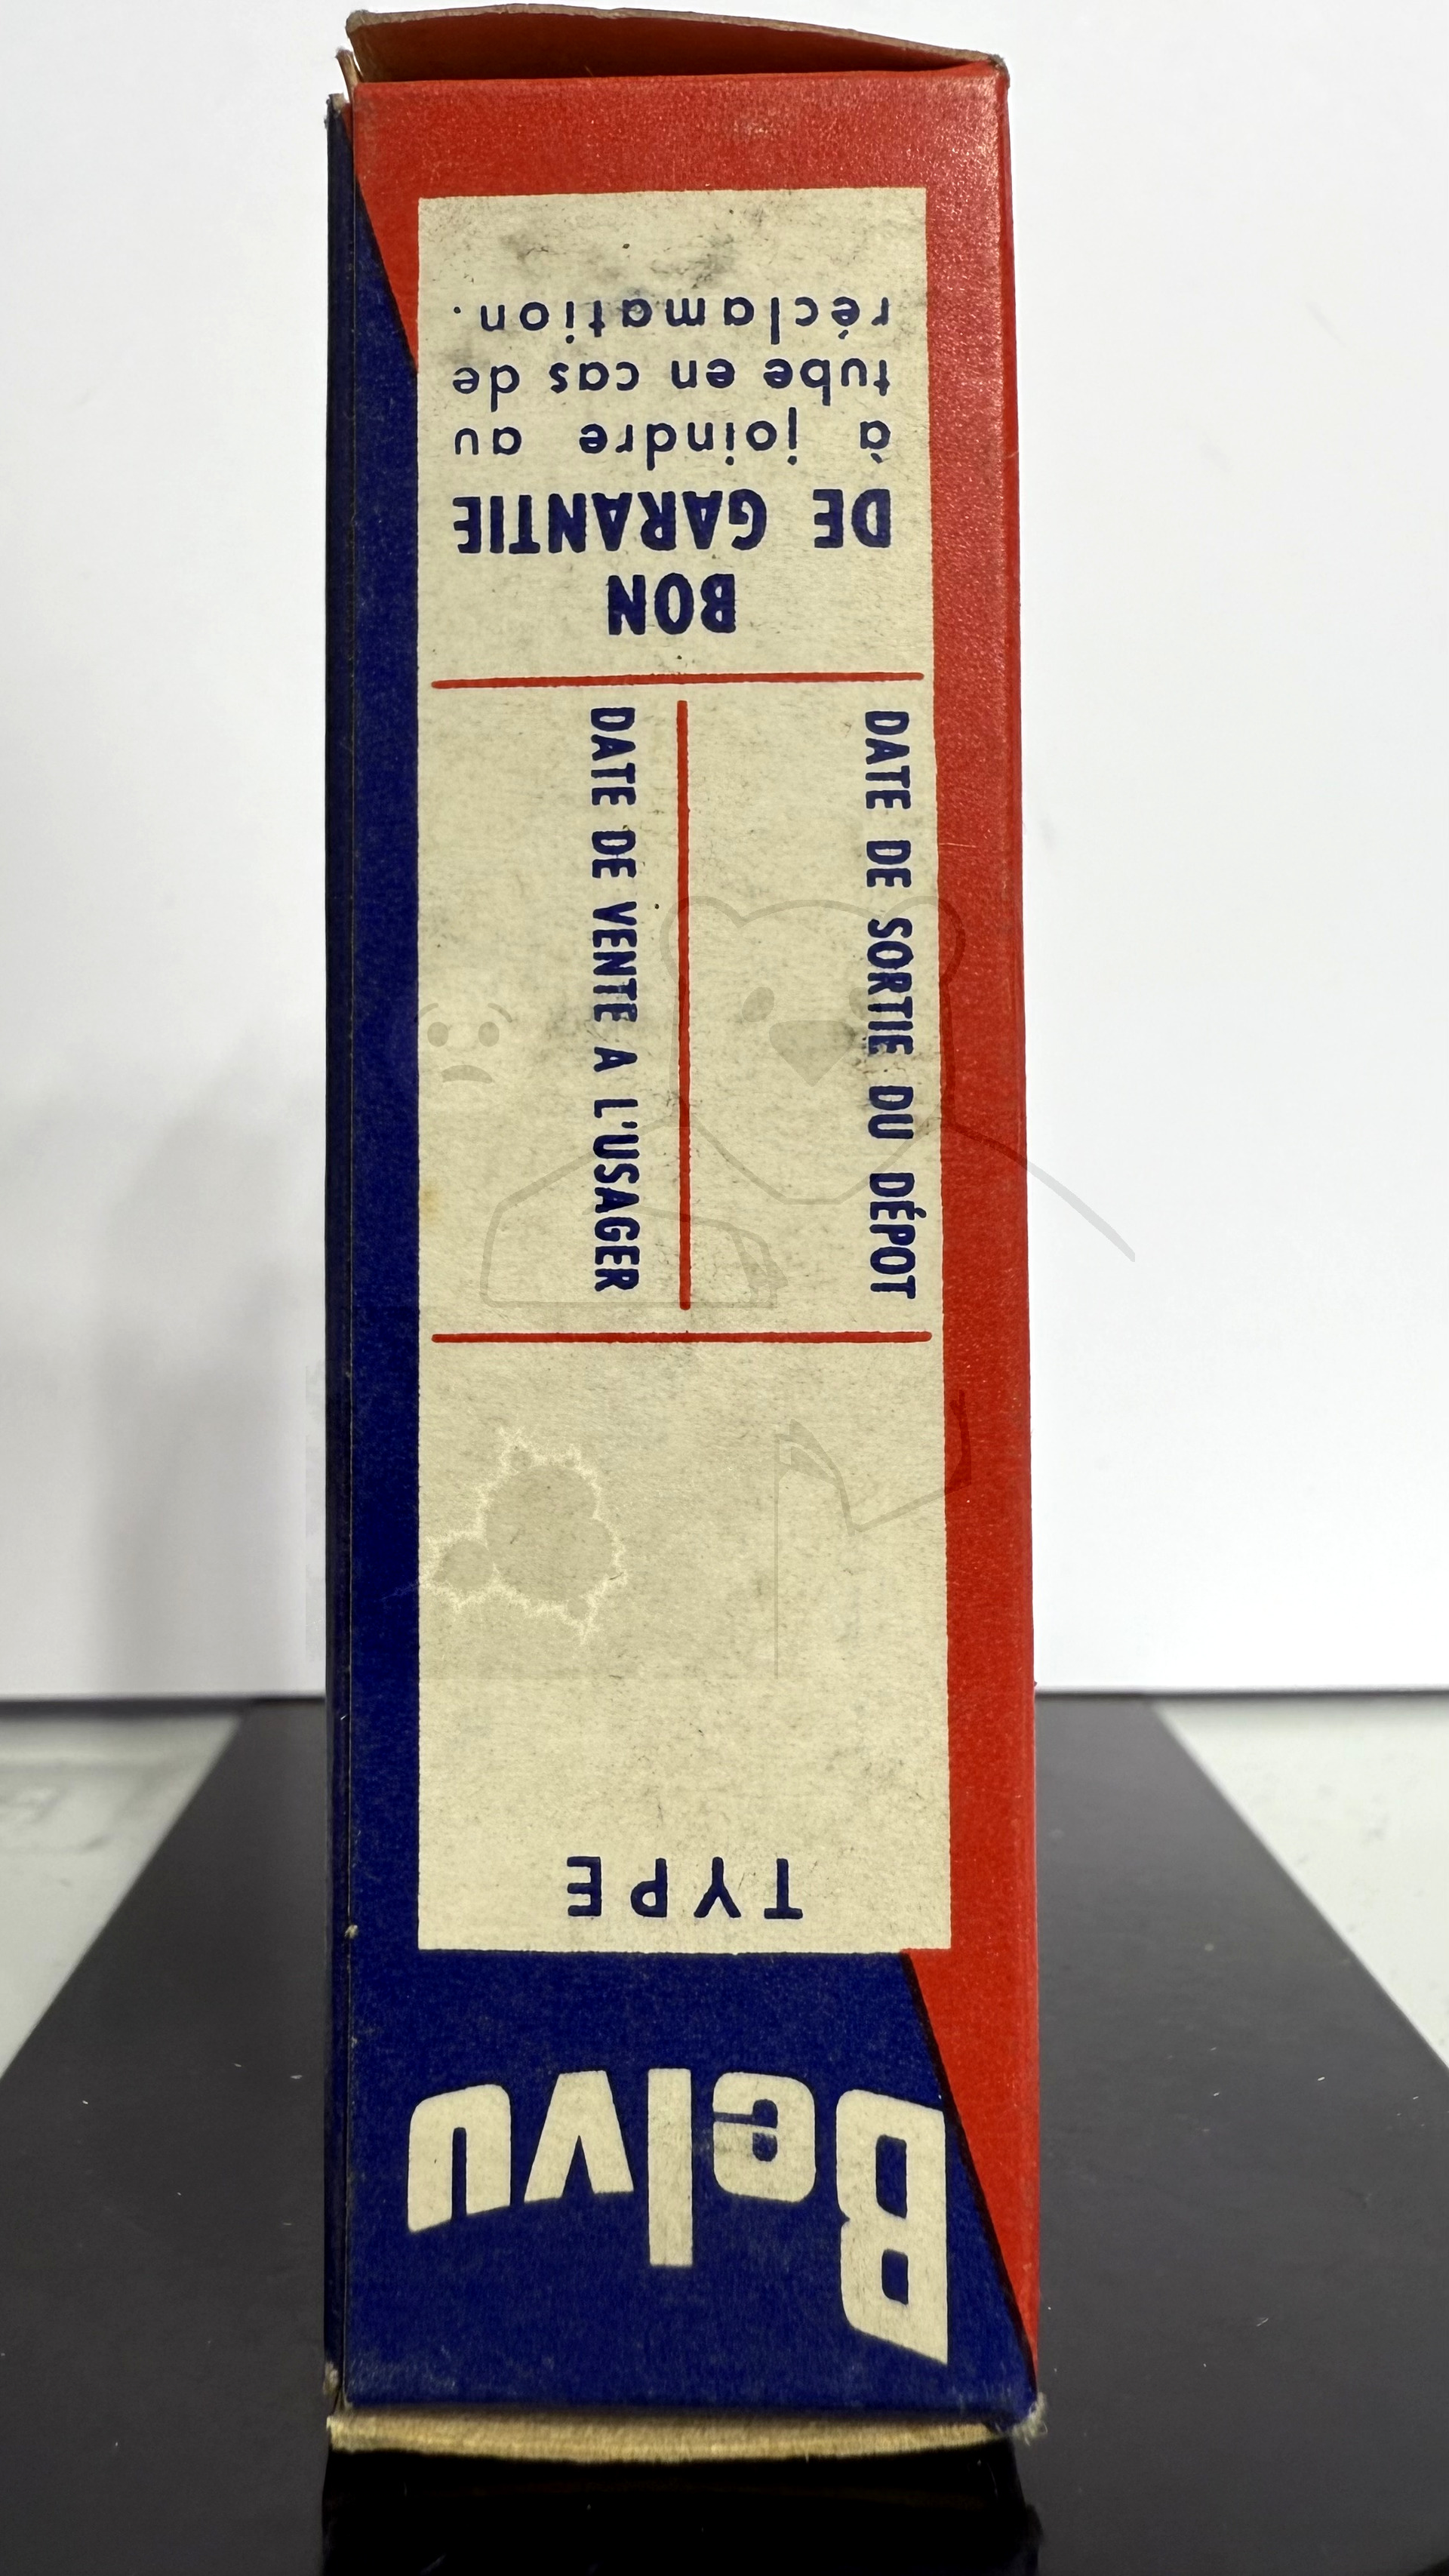 Belvu
TYPE
DATE DE SORTIE DU DÉPOT
DATE DE VENTE A L'USAGER
BON
DE GARANTIE
à joindre au
tube en cas de
réclamation.